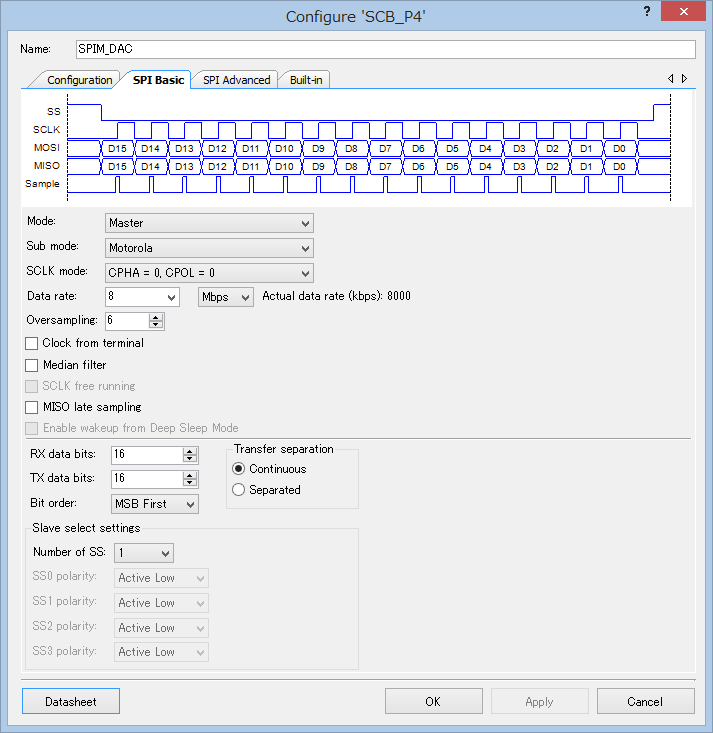 Configure 'SCB_P4'
? ×
Name: SPIM_DAC
Configuration SPI Basic SPI Advanced Built-in
SS
SCLK
MOSI D15 D14 D13 D12 D11 D10 D9 D8 D7 D6 D5 D4 D3 D2 D1 D0
MISO D15 D14 D13 D12 D11 D10 D9 D8 D7 D6 D5 D4 D3 D2 D1 D0
Sample
Mode: Master
Sub mode: Motorola
SCLK mode: CPHA = 0, CPOL = 0
Data rate: 8 Mbps Actual data rate (kbps): 8000
Oversampling: 6
Clock from terminal
Median filter
SCLK free running
MISO late sampling
Enable wakeup from Deep Sleep Mode
RX data bits: 16
TX data bits: 16
Bit order: MSB First
Transfer separation
Continuous
Separated
Slave select settings
Number of SS: 1
SS0 polarity: Active Low
SS1 polarity: Active Low
SS2 polarity: Active Low
SS3 polarity: Active Low
Datasheet OK Apply Cancel